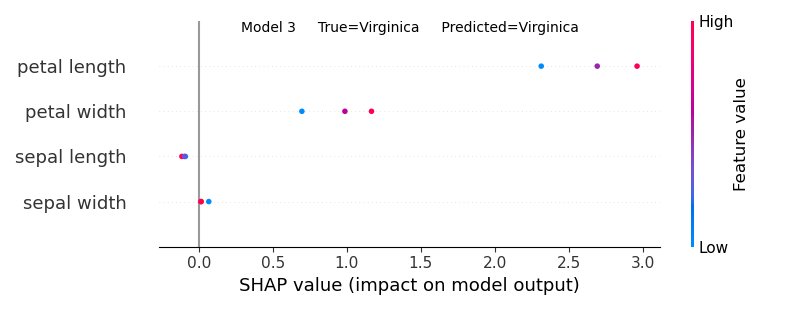 Model 3 True=Virginica Predicted=Virginica
High
petal length
petal width
sepal length
sepal width
Feature value
Low
0.0 0.5 1.0 1.5 2.0 2.5 3.0
SHAP value (impact on model output)